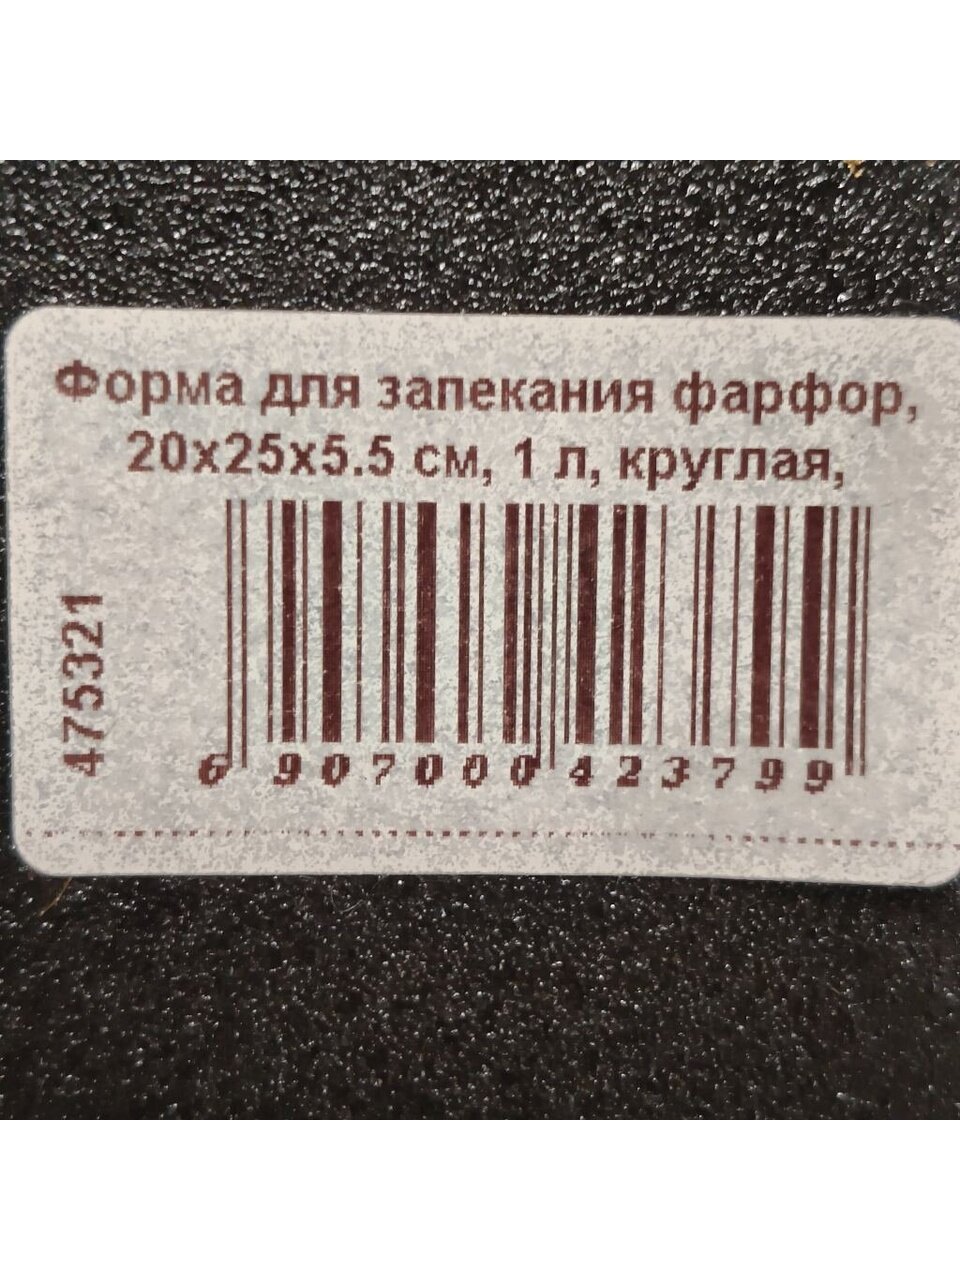 Форма для запекания фарфор,
20х25х5.5 см, 1 л, круглая,
475321
6 907000 423799